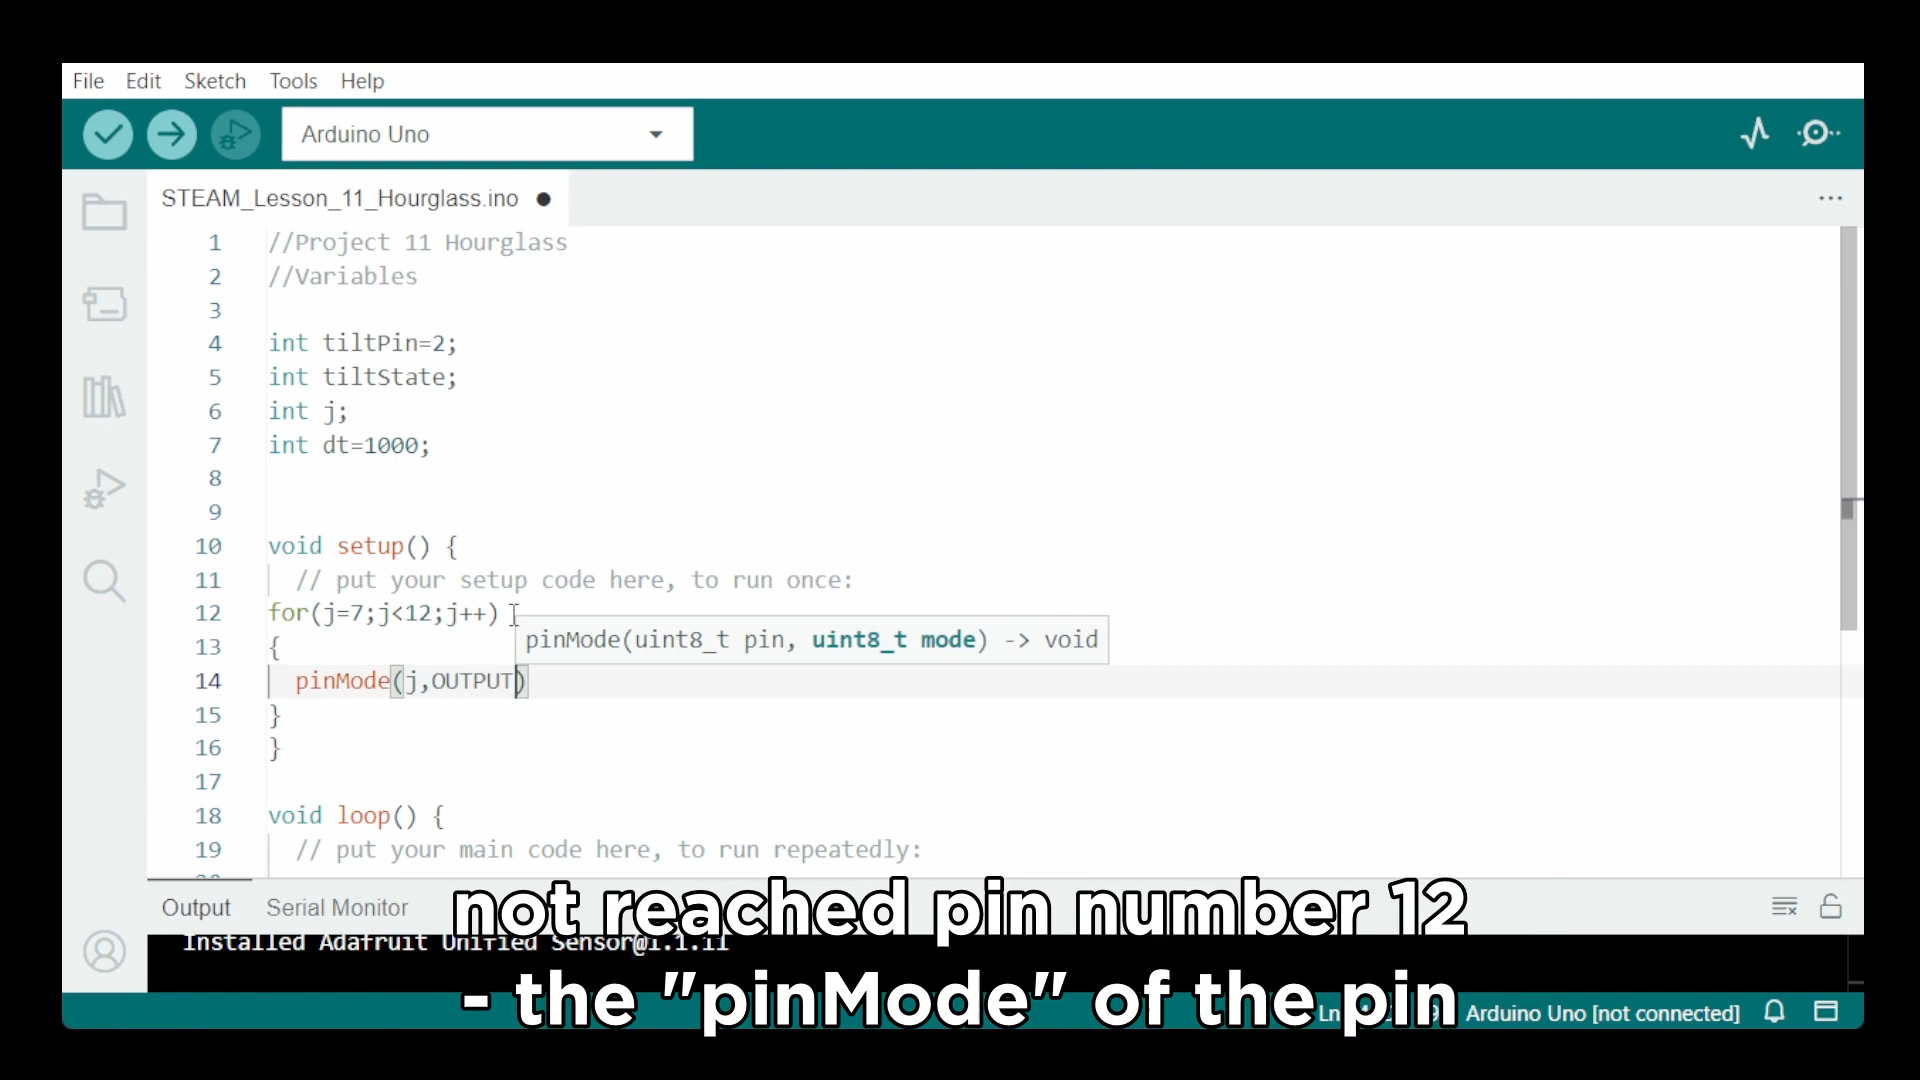 File Edit Sketch Tools Help
Arduino Uno
STEAM_Lesson_11_Hourglass.ino
1 //Project 11 Hourglass
2 //Variables
3
4 int tiltPin=2;
5 int tiltState;
6 int j;
7 int dt=1000;
8
9
10 void setup() {
11 // put your setup code here, to run once:
12 for(j=7;j<12;j++)
pinMode(uint8_t pin, uint8_t mode) -> void
13 {
14 pinMode(j,OUTPUT)
15 }
16 }
17
18 void loop() {
19 // put your main code here, to run repeatedly:
Output Serial Monitor
not reached pin number 12
Installed Adafruit Unified Sensor@1.1.11
- the "pinMode" of the pin
Ln
Arduino Uno [not connected]